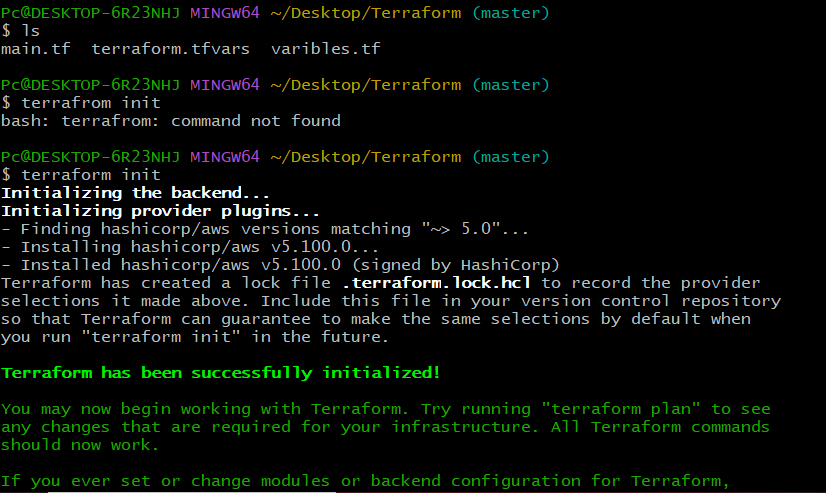 Pc@DESKTOP-6R23NHJ MINGW64 ~/Desktop/Terraform (master)
$ ls
main.tf  terraform.tfvars  varibles.tf
Pc@DESKTOP-6R23NHJ MINGW64 ~/Desktop/Terraform (master)
$ terrafrom init
bash: terrafrom: command not found
Pc@DESKTOP-6R23NHJ MINGW64 ~/Desktop/Terraform (master)
$ terraform init
Initializing the backend...
Initializing provider plugins...
- Finding hashicorp/aws versions matching "~> 5.0"...
- Installing hashicorp/aws v5.100.0...
- Installed hashicorp/aws v5.100.0 (signed by HashiCorp)
Terraform has created a lock file .terraform.lock.hcl to record the provider
selections it made above. Include this file in your version control repository
so that Terraform can guarantee to make the same selections by default when
you run "terraform init" in the future.
Terraform has been successfully initialized!
You may now begin working with Terraform. Try running "terraform plan" to see
any changes that are required for your infrastructure. All Terraform commands
should now work.
If you ever set or change modules or backend configuration for Terraform,